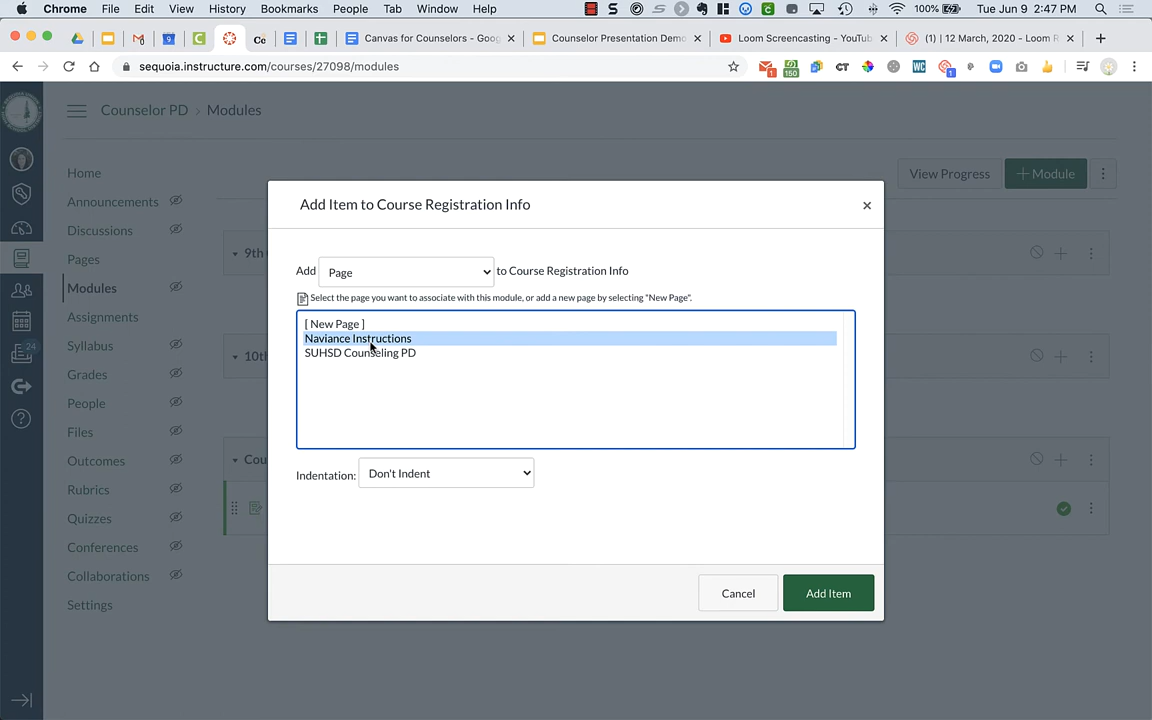 Chrome File Edit View History Bookmarks People Tab Window Help 100% Tue Jun 9 2:47 PM
Canvas for Counselors - Goog × Counselor Presentation Demo × Loom Screencasting - YouTub × (1) | 12 March, 2020 - Loom R ×
sequoia.instructure.com/courses/27098/modules
Counselor PD › Modules
Home
View Progress
+ Module
Announcements
Discussions
Pages
Modules
Assignments
Syllabus
Grades
People
Files
Outcomes
Rubrics
Quizzes
Conferences
Collaborations
Settings
24
9th
10th
Cou
Add Item to Course Registration Info
Add Page to Course Registration Info
Select the page you want to associate with this module, or add a new page by selecting "New Page".
[ New Page ]
Naviance Instructions
SUHSD Counseling PD
Indentation: Don't Indent
Cancel
Add Item